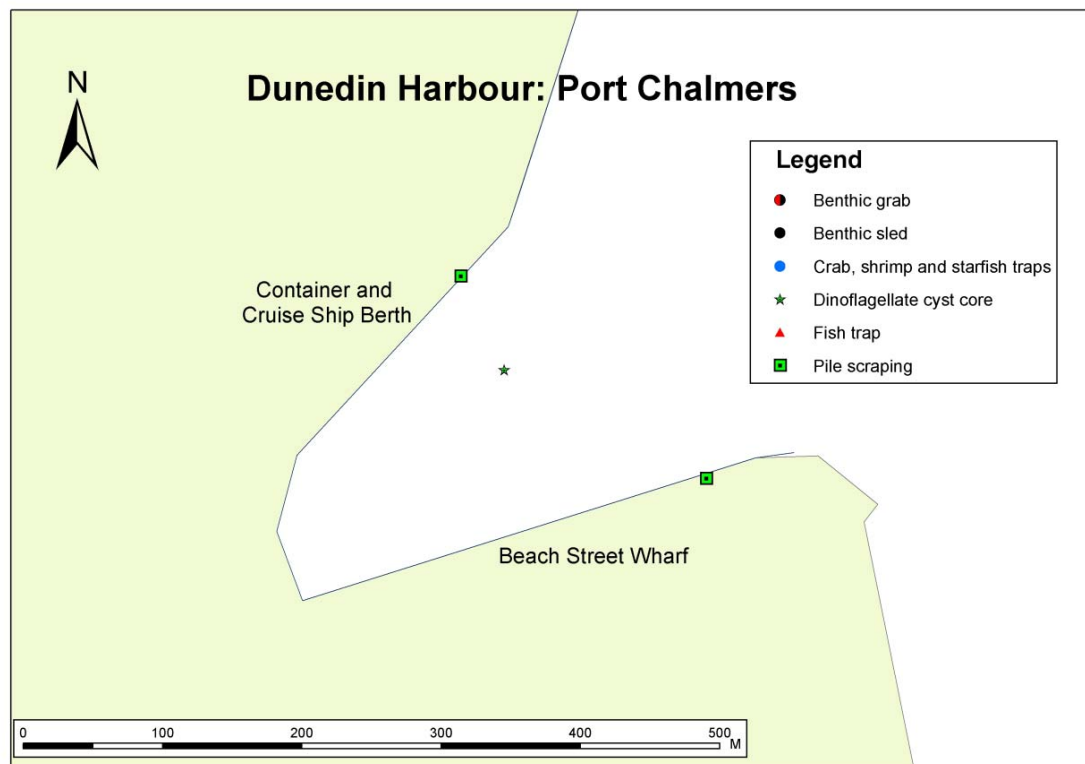 N
Dunedin Harbour: Port Chalmers
Legend
Benthic grab
Benthic sled
Crab, shrimp and starfish traps
Dinoflagellate cyst core
Fish trap
Pile scraping
Container and
Cruise Ship Berth
Beach Street Wharf
0 100 200 300 400 500
M